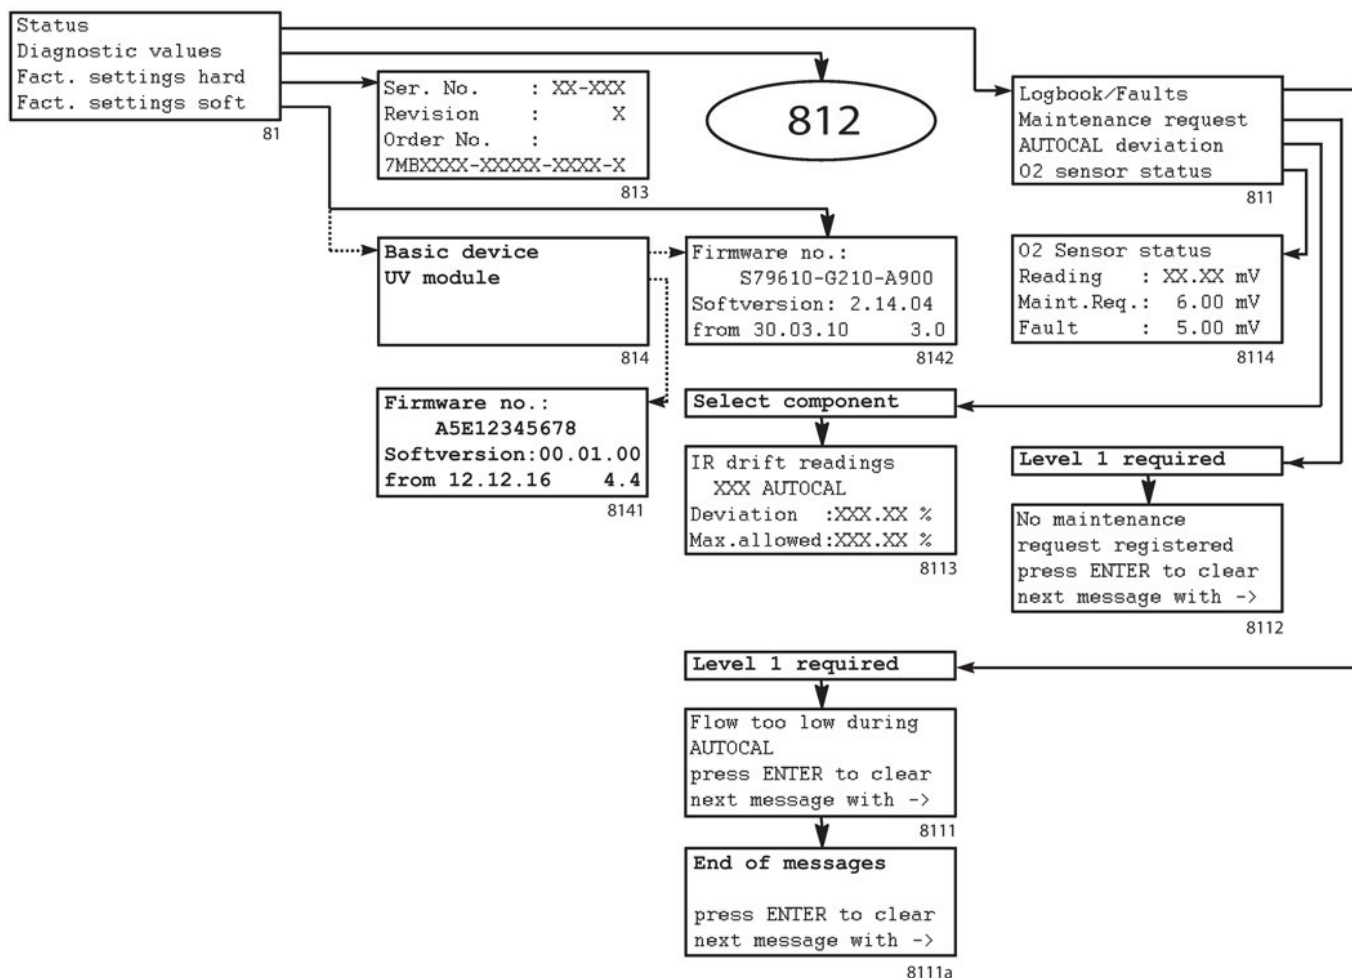 Status
Diagnostic values
Fact. settings hard
Fact. settings soft
81
Ser. No. : XX-XXX
Revision : X
Order No. :
7MBXXXX-XXXXX-XXXX-X
813
812
Logbook/Faults
Maintenance request
AUTOCAL deviation
O2 sensor status
811
Basic device
UV module
814
Firmware no.:
S79610-G210-A900
Softversion: 2.14.04
from 30.03.10 3.0
8142
O2 Sensor status
Reading : XX.XX mV
Maint.Req.: 6.00 mV
Fault : 5.00 mV
8114
Firmware no.:
A5E12345678
Softversion:00.01.00
from 12.12.16 4.4
8141
Select component
IR drift readings
XXX AUTOCAL
Deviation :XXX.XX %
Max.allowed:XXX.XX %
8113
Level 1 required
No maintenance
request registered
press ENTER to clear
next message with ->
8112
Level 1 required
Flow too low during
AUTOCAL
press ENTER to clear
next message with ->
8111
End of messages
press ENTER to clear
next message with ->
8111a